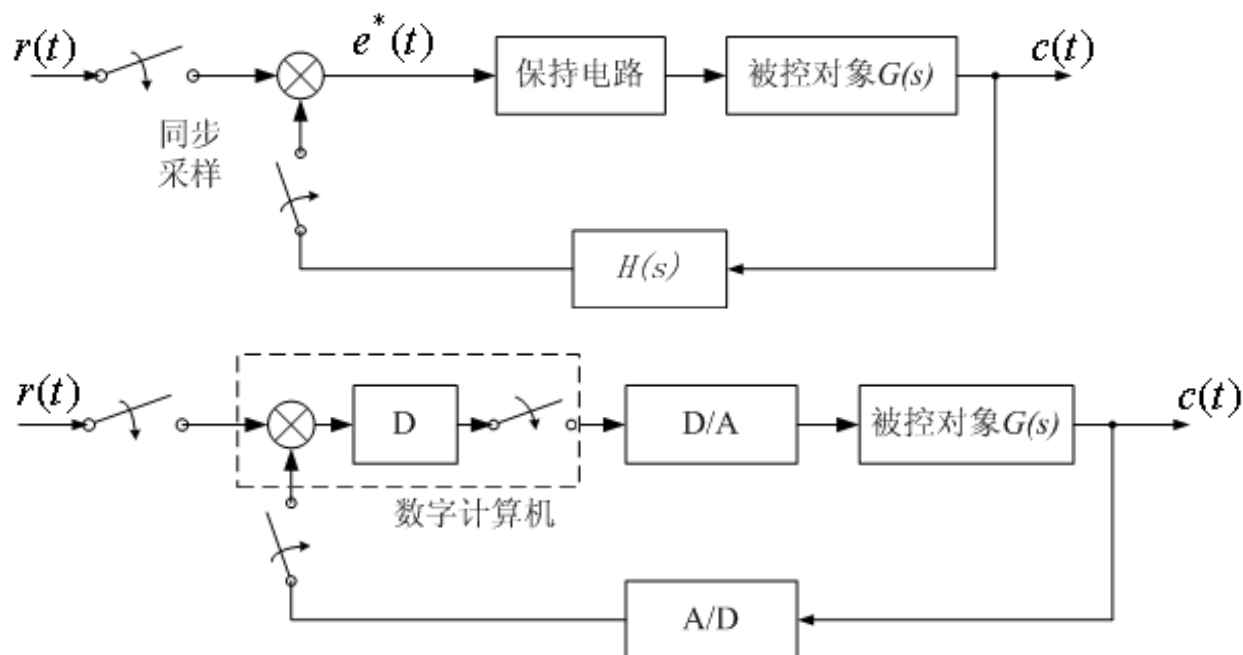 r(t)
e*(t)
保持电路
被控对象G(s)
c(t)
同步
采样
H(s)
r(t)
D
D/A
被控对象G(s)
c(t)
数字计算机
A/D